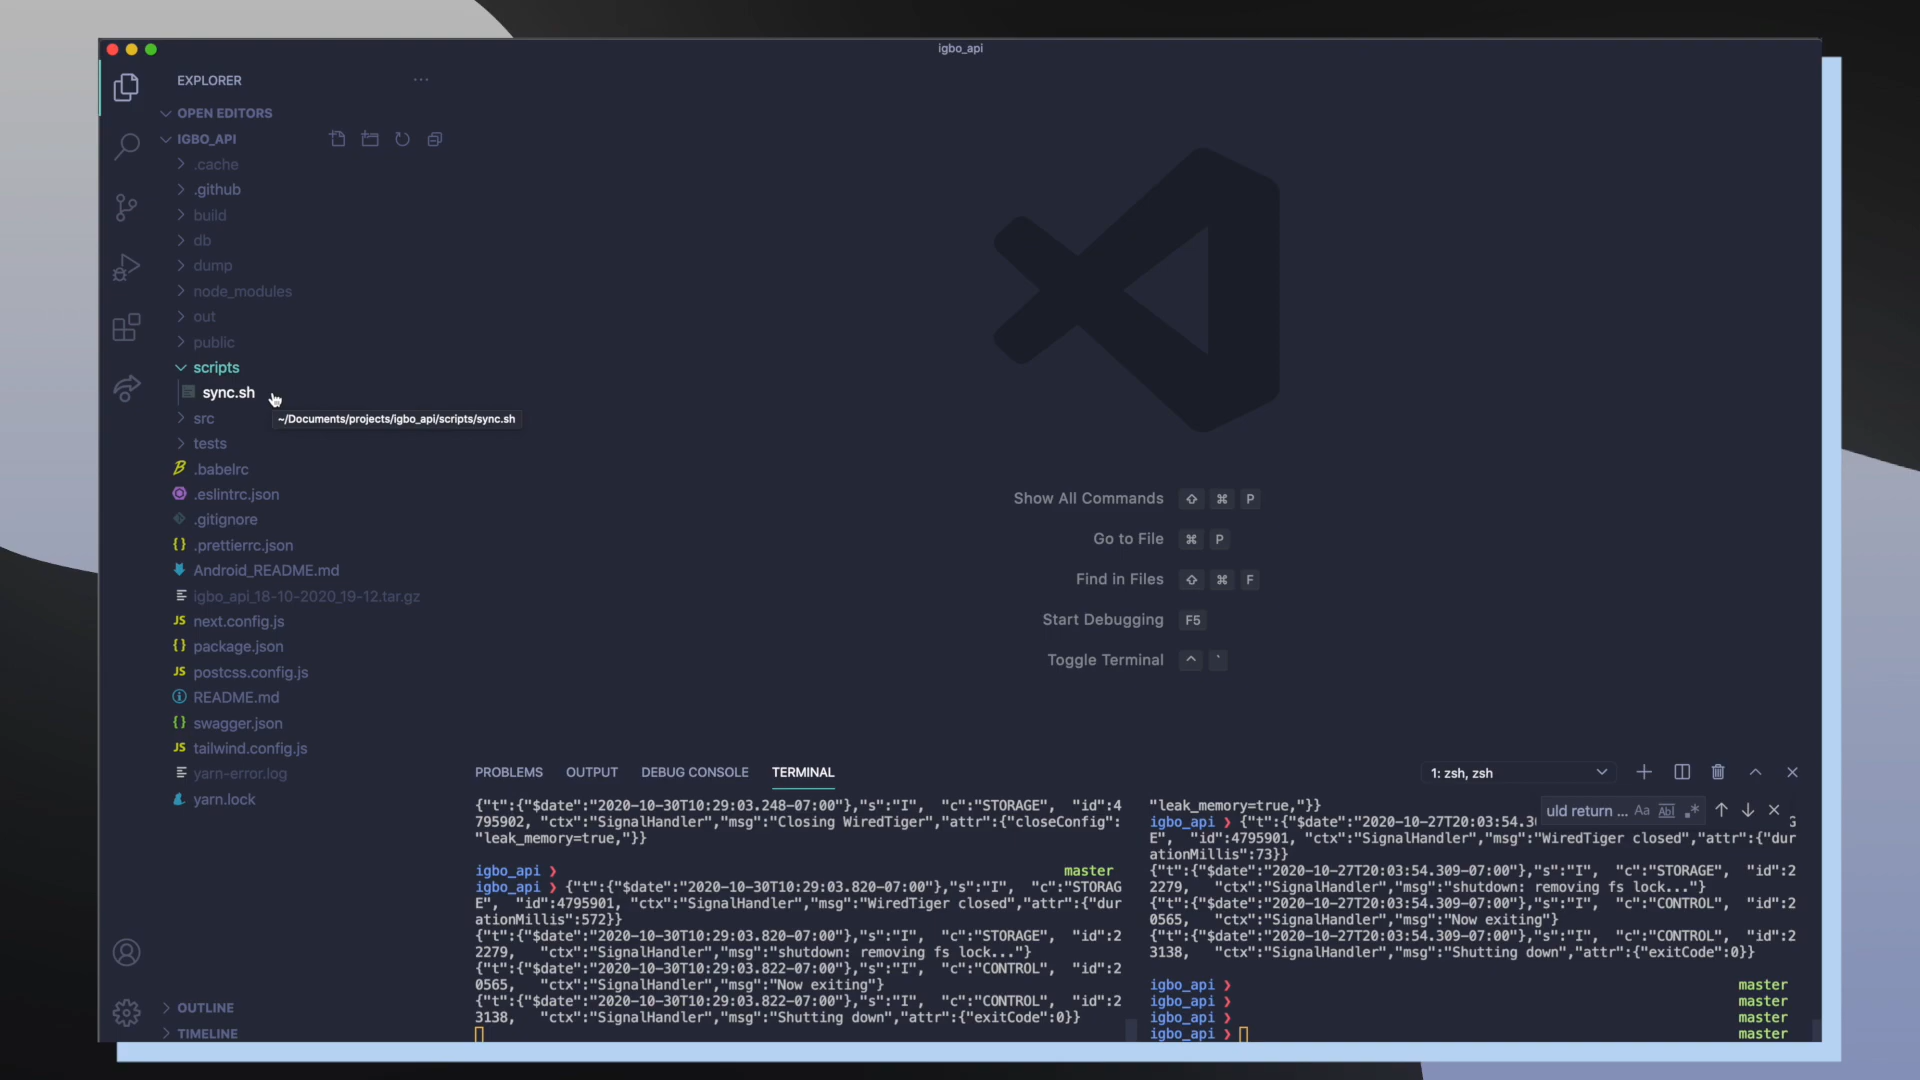 igbo_api
EXPLORER
OPEN EDITORS
IGBO_API
.cache
.github
build
db
dump
node_modules
out
public
scripts
sync.sh
~/Documents/projects/igbo_api/scripts/sync.sh
src
tests
.babelrc
.eslintrc.json
.gitignore
.prettierrc.json
Android_README.md
igbo_api_18-10-2020_19-12.tar.gz
next.config.js
package.json
postcss.config.js
README.md
swagger.json
tailwind.config.js
yarn-error.log
yarn.lock
OUTLINE
TIMELINE
Show All Commands ⇧ ⌘ P
Go to File ⌘ P
Find in Files ⇧ ⌘ F
Start Debugging F5
Toggle Terminal ^ `
PROBLEMS OUTPUT DEBUG CONSOLE TERMINAL
1: zsh, zsh
{"t":{"$date":"2020-10-30T10:29:03.248-07:00"},"s":"I", "c":"STORAGE", "id":4
795902, "ctx":"SignalHandler","msg":"Closing WiredTiger","attr":{"closeConfig":
"leak_memory=true,"}}
igbo_api ❯ master
igbo_api ❯ {"t":{"$date":"2020-10-30T10:29:03.820-07:00"},"s":"I", "c":"STORAG
E", "id":4795901, "ctx":"SignalHandler","msg":"WiredTiger closed","attr":{"dur
ationMillis":572}}
{"t":{"$date":"2020-10-30T10:29:03.820-07:00"},"s":"I", "c":"STORAGE", "id":2
2279, "ctx":"SignalHandler","msg":"shutdown: removing fs lock..."}
{"t":{"$date":"2020-10-30T10:29:03.822-07:00"},"s":"I", "c":"CONTROL", "id":2
0565, "ctx":"SignalHandler","msg":"Now exiting"}
{"t":{"$date":"2020-10-30T10:29:03.822-07:00"},"s":"I", "c":"CONTROL", "id":2
3138, "ctx":"SignalHandler","msg":"Shutting down","attr":{"exitCode":0}}
"leak_memory=true,"}}
uld return ... Aa Abl .*
igbo_api ❯ {"t":{"$date":"2020-10-27T20:03:54.3
E", "id":4795901, "ctx":"SignalHandler","msg":"WiredTiger closed","attr":{"dur
ationMillis":73}}
{"t":{"$date":"2020-10-27T20:03:54.309-07:00"},"s":"I", "c":"STORAGE", "id":2
2279, "ctx":"SignalHandler","msg":"shutdown: removing fs lock..."}
{"t":{"$date":"2020-10-27T20:03:54.309-07:00"},"s":"I", "c":"CONTROL", "id":2
0565, "ctx":"SignalHandler","msg":"Now exiting"}
{"t":{"$date":"2020-10-27T20:03:54.309-07:00"},"s":"I", "c":"CONTROL", "id":2
3138, "ctx":"SignalHandler","msg":"Shutting down","attr":{"exitCode":0}}
igbo_api ❯ master
igbo_api ❯ master
igbo_api ❯ master
igbo_api ❯ master